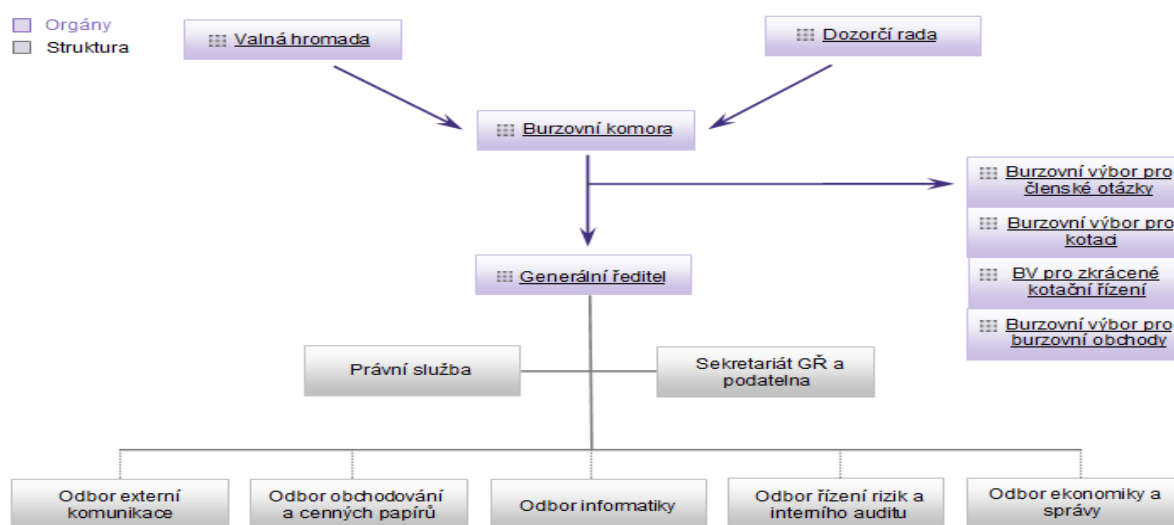 Orgány
Struktura
Valná hromada
Dozorčí rada
Burzovní komora
Burzovní výbor pro
členské otázky
Burzovní výbor pro
kotaci
BV pro zkrácené
kotační řízení
Burzovní výbor pro
burzovní obchody
Generální ředitel
Právní služba
Sekretariát GŘ a
podatelna
Odbor externí
komunikace
Odbor obchodování
a cenných papírů
Odbor informatiky
Odbor řízení rizik a
interního auditu
Odbor ekonomiky a
správy